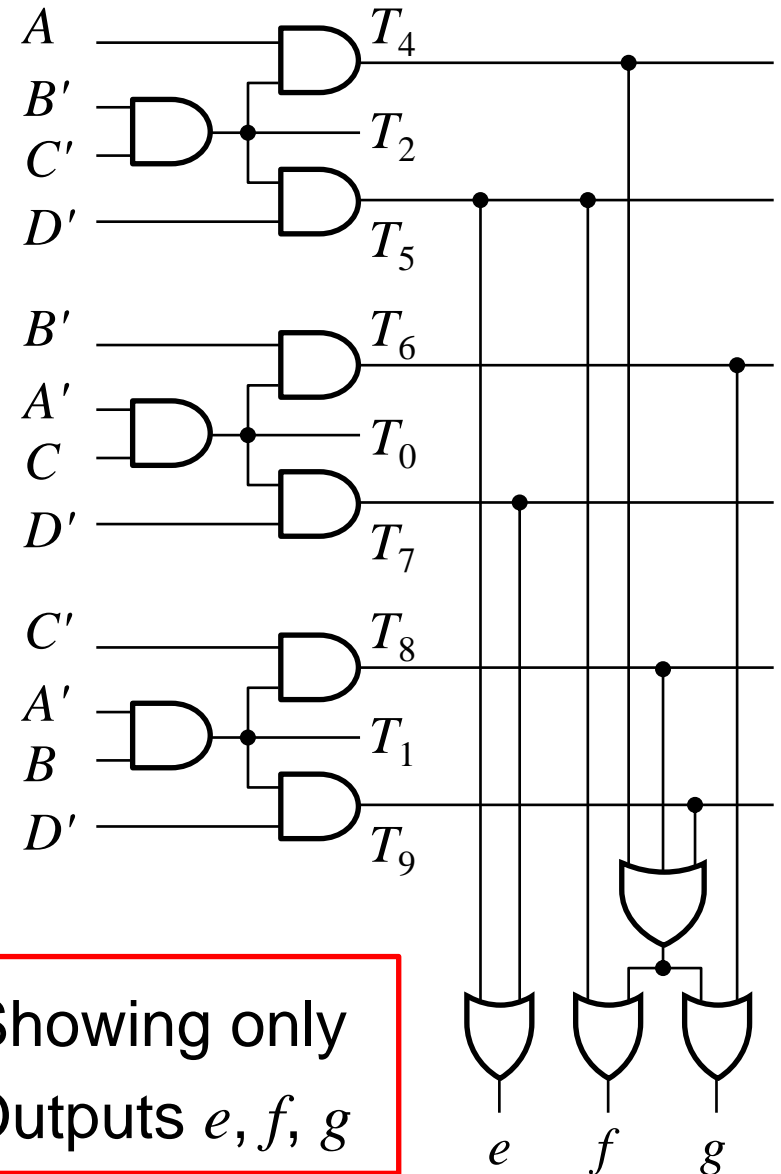 A
T4
B′
T2
C′
D′
T5
B′
T6
A′
T0
C
D′
T7
C′
T8
A′
T1
B
D′
T9
Showing only
Outputs e, f, g
e f g